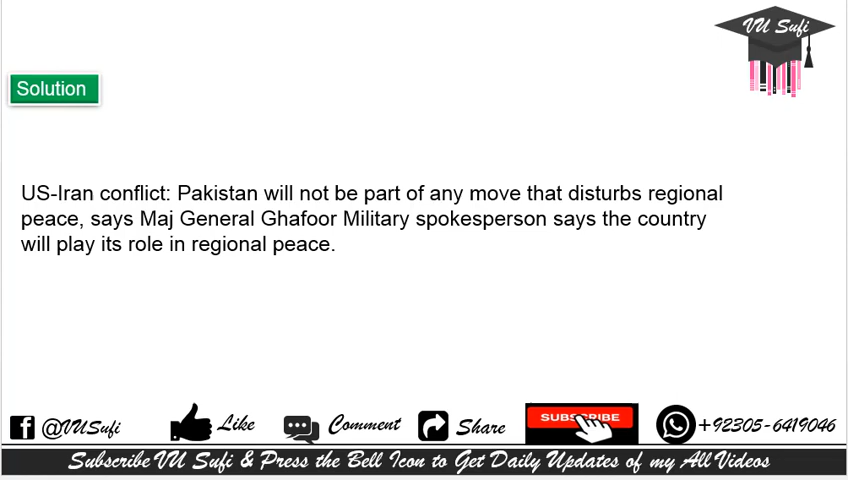 VU Sufi
Solution
US-Iran conflict: Pakistan will not be part of any move that disturbs regional
peace, says Maj General Ghafoor Military spokesperson says the country
will play its role in regional peace.
@VUSufi
Like
Comment
Share
SUBSCRIBE
+92305-6419046
Subscribe VU Sufi & Press the Bell Icon to Get Daily Updates of my All Videos